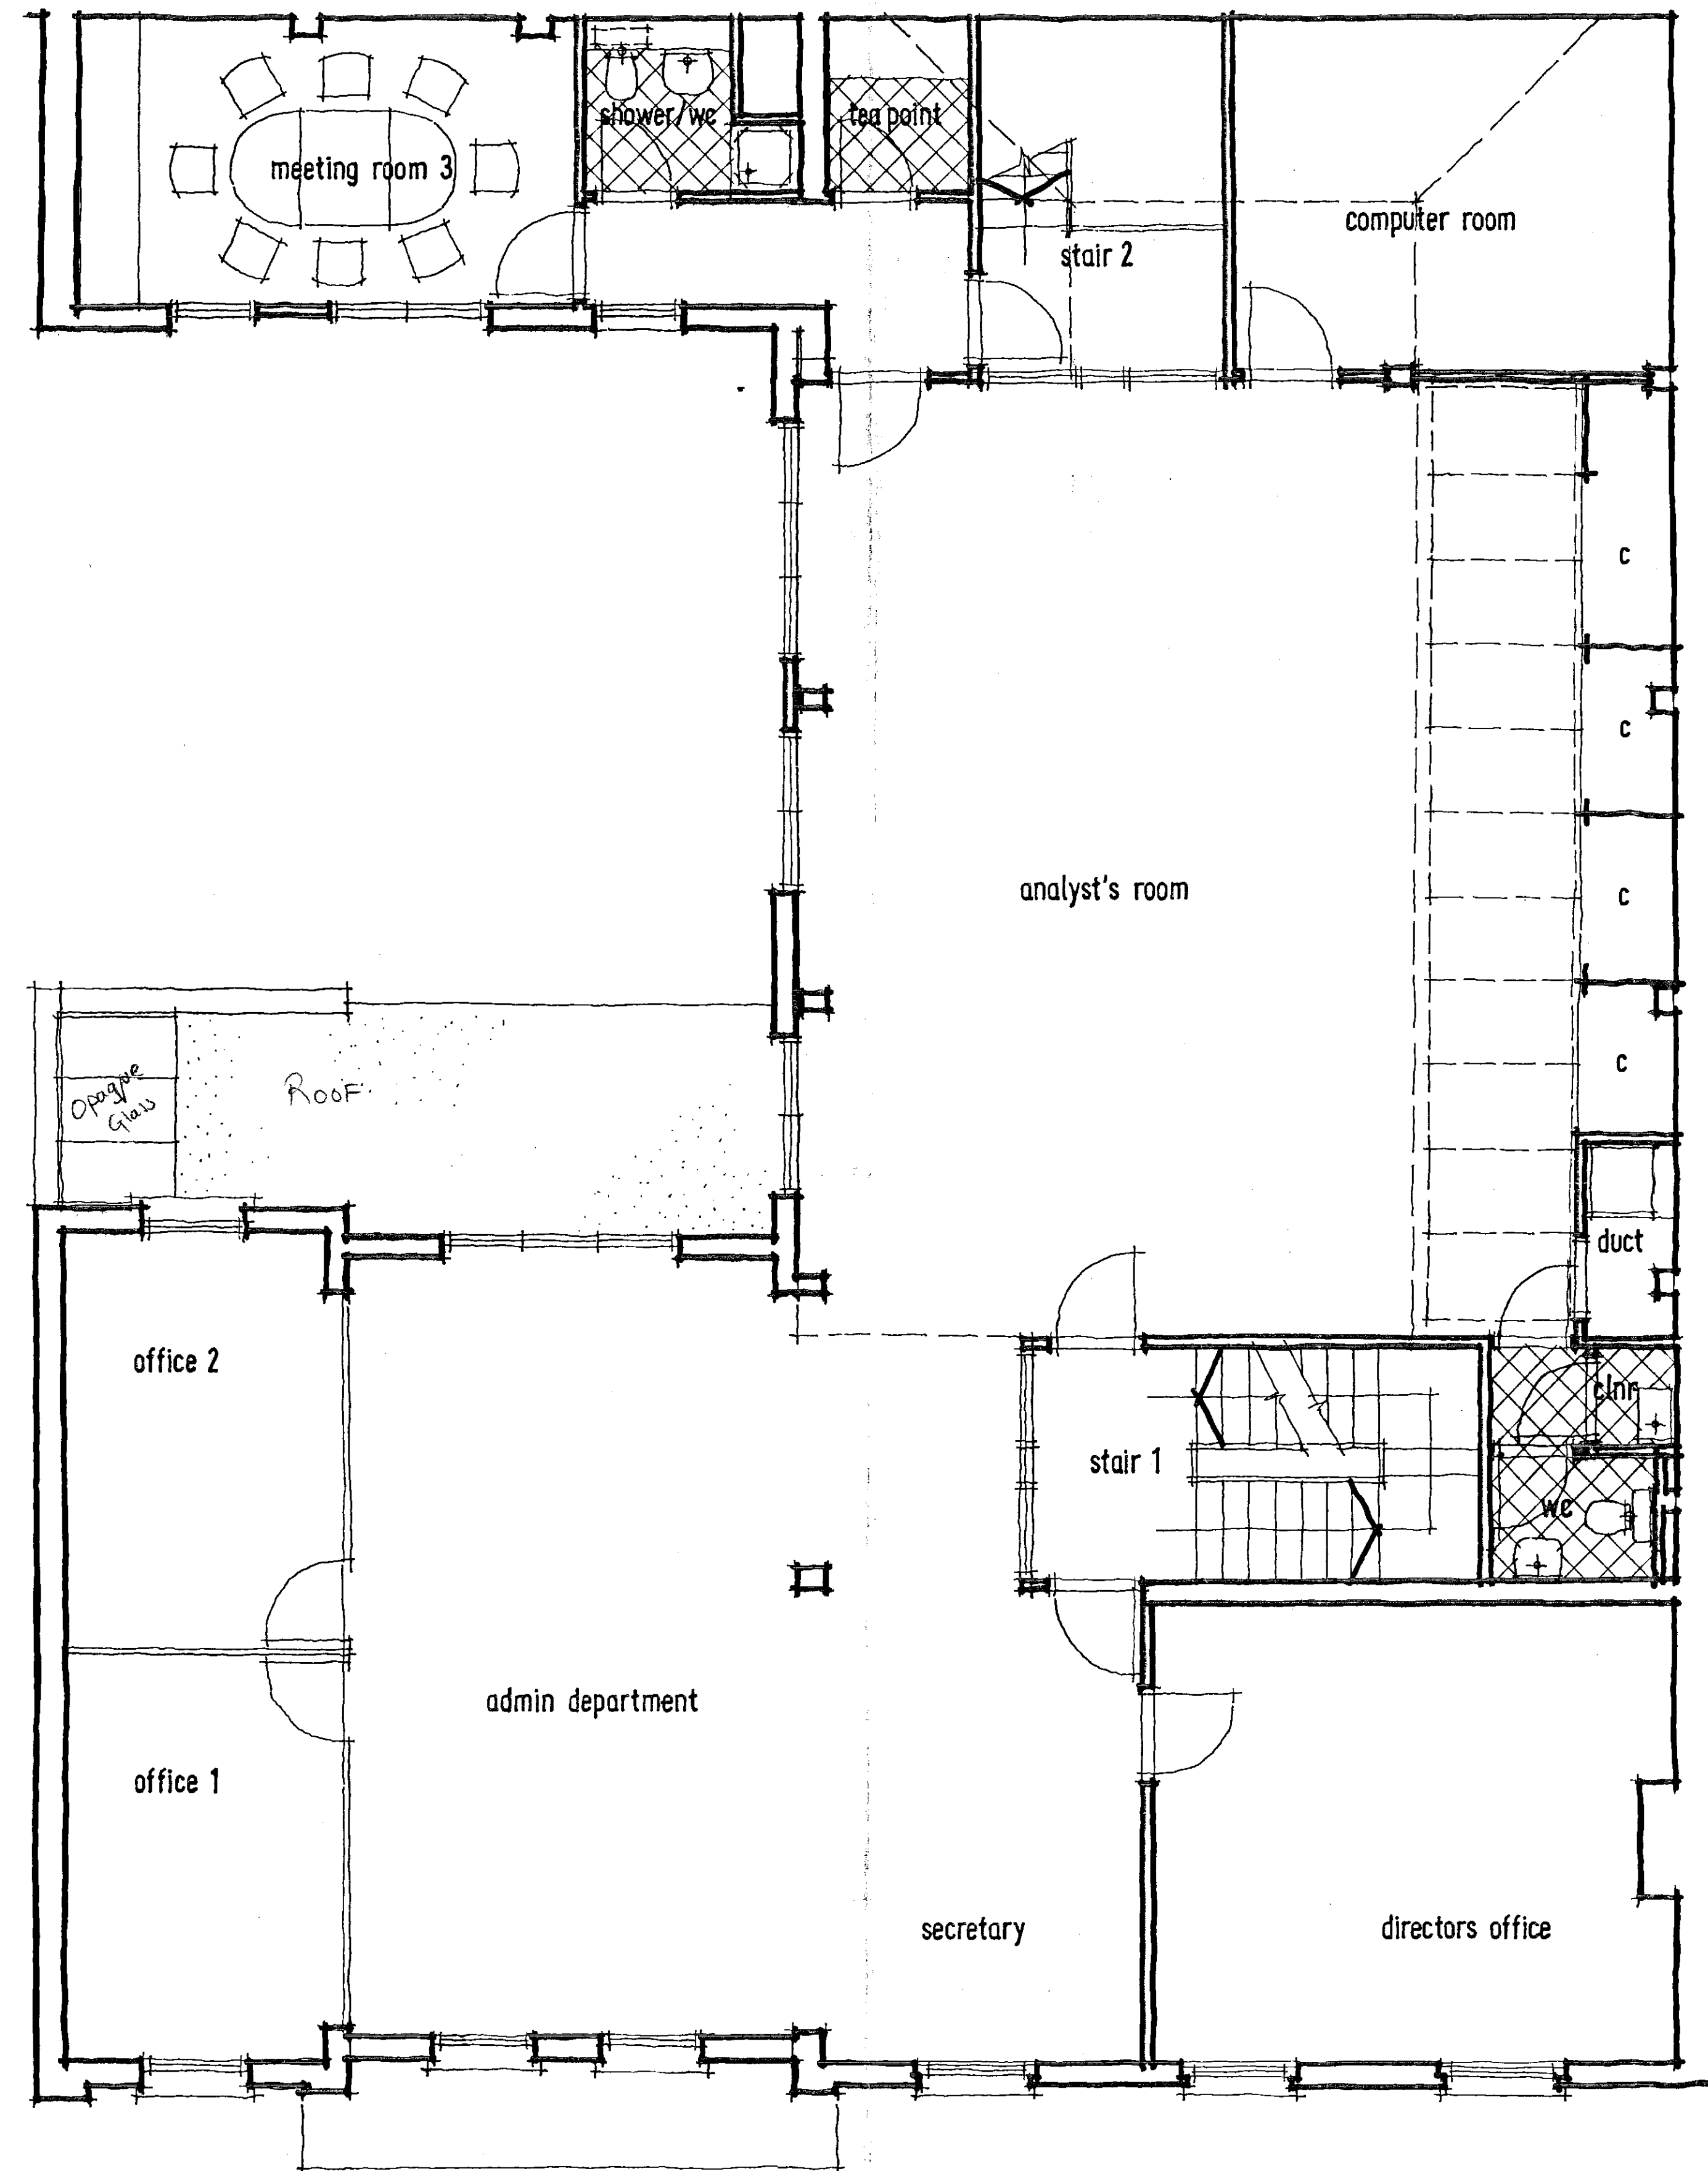 shower/wc
tea point
meeting room 3
computer room
stair 2
c
c
analyst's room
c
c
Opaque
Glass
ROOF
duct
office 2
clnr
stair 1
wc
admin department
office 1
secretary
directors office